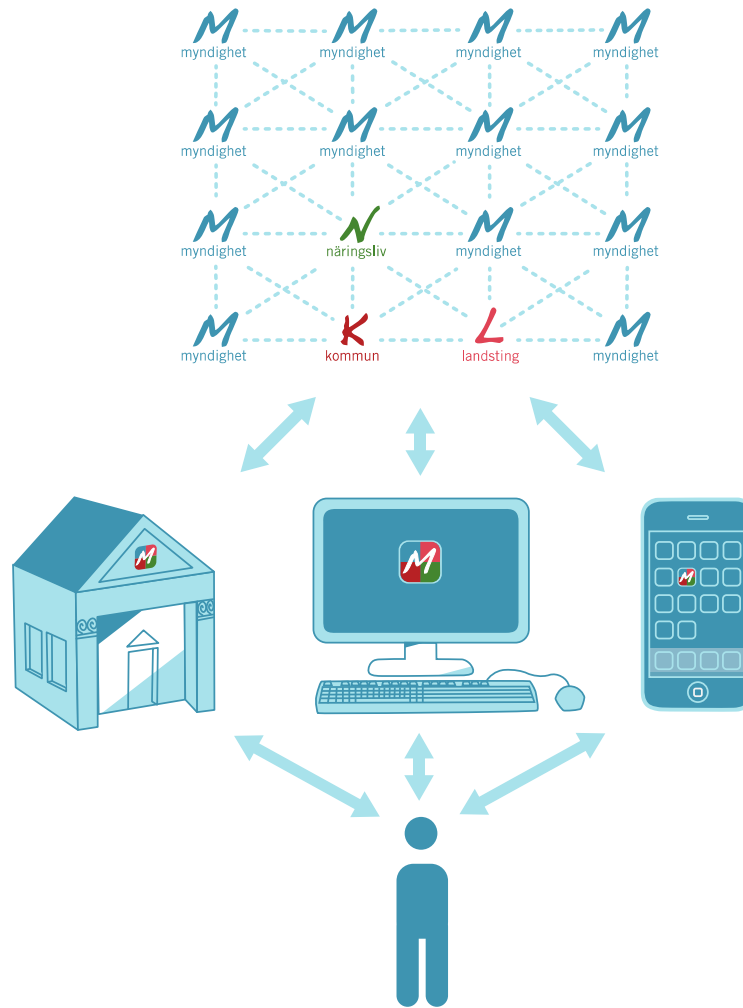 M M M M
myndighet myndighet myndighet myndighet
M M M M
myndighet myndighet myndighet myndighet
M N M M
myndighet näringsliv myndighet myndighet
M K L M
myndighet kommun landsting myndighet
M M M